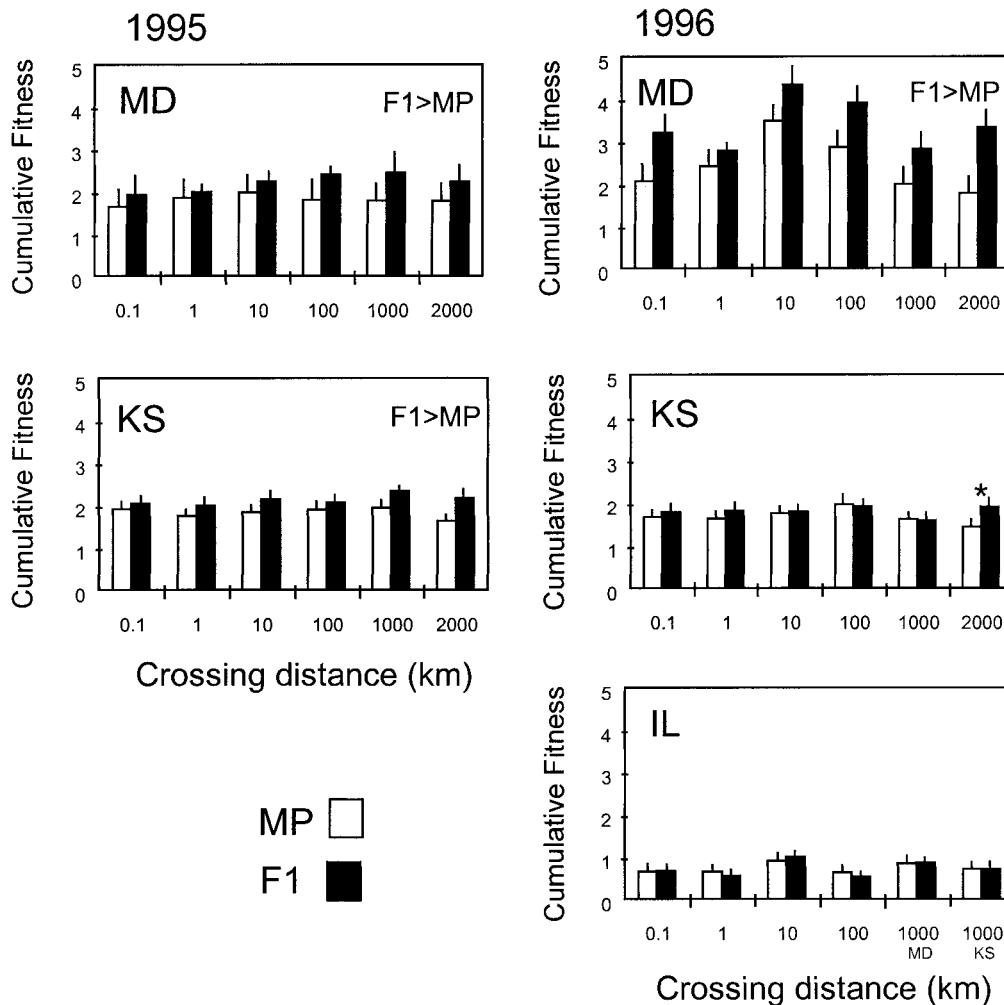 1995
Cumulative Fitness
5
4
3
2
1
0
MD
F1>MP
0.1 1 10 100 1000 2000
Cumulative Fitness
5
4
3
2
1
0
KS
F1>MP
0.1 1 10 100 1000 2000
Crossing distance (km)
MP
F1
1996
Cumulative Fitness
5
4
3
2
1
0
MD
F1>MP
0.1 1 10 100 1000 2000
Cumulative Fitness
5
4
3
2
1
0
KS
*
0.1 1 10 100 1000 2000
Cumulative Fitness
5
4
3
2
1
0
IL
0.1 1 10 100 1000 1000
MD KS
Crossing distance (km)